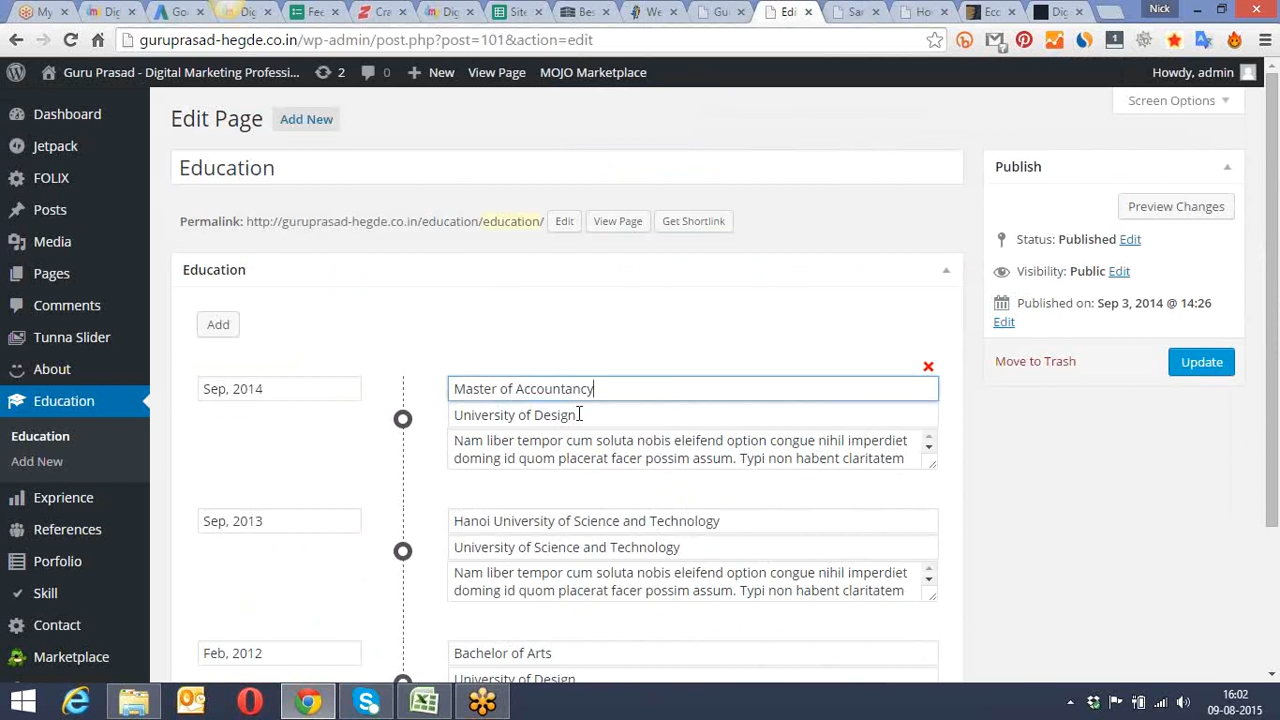 Nick
Dig
Go
Dig
Fee
Cra
Dig
Site
Bes
We
Gui
Edi
San
Ho
Ecc
Dig
guruprasad-hegde.co.in/wp-admin/post.php?post=101&action=edit
Guru Prasad - Digital Marketing Professi... 2 0 New View Page MOJO Marketplace Howdy, admin
Screen Options
Dashboard
Jetpack
FOLIX
Posts
Media
Pages
Comments
Tunna Slider
About
Education
Education
Add New
Exprience
References
Portfolio
Skill
Contact
Marketplace
Edit Page Add New
Education
Permalink: http://guruprasad-hegde.co.in/education/education/ Edit View Page Get Shortlink
Education
Add
Sep, 2014
Master of Accountancy
University of Design
Nam liber tempor cum soluta nobis eleifend option congue nihil imperdiet
doming id quom placerat facer possim assum. Typi non habent claritatem
Sep, 2013
Hanoi University of Science and Technology
University of Science and Technology
Nam liber tempor cum soluta nobis eleifend option congue nihil imperdiet
doming id quom placerat facer possim assum. Typi non habent claritatem
Feb, 2012
Bachelor of Arts
University of Design
Publish
Preview Changes
Status: Published Edit
Visibility: Public Edit
Published on: Sep 3, 2014 @ 14:26
Edit
Move to Trash Update
16:02
09-08-2015